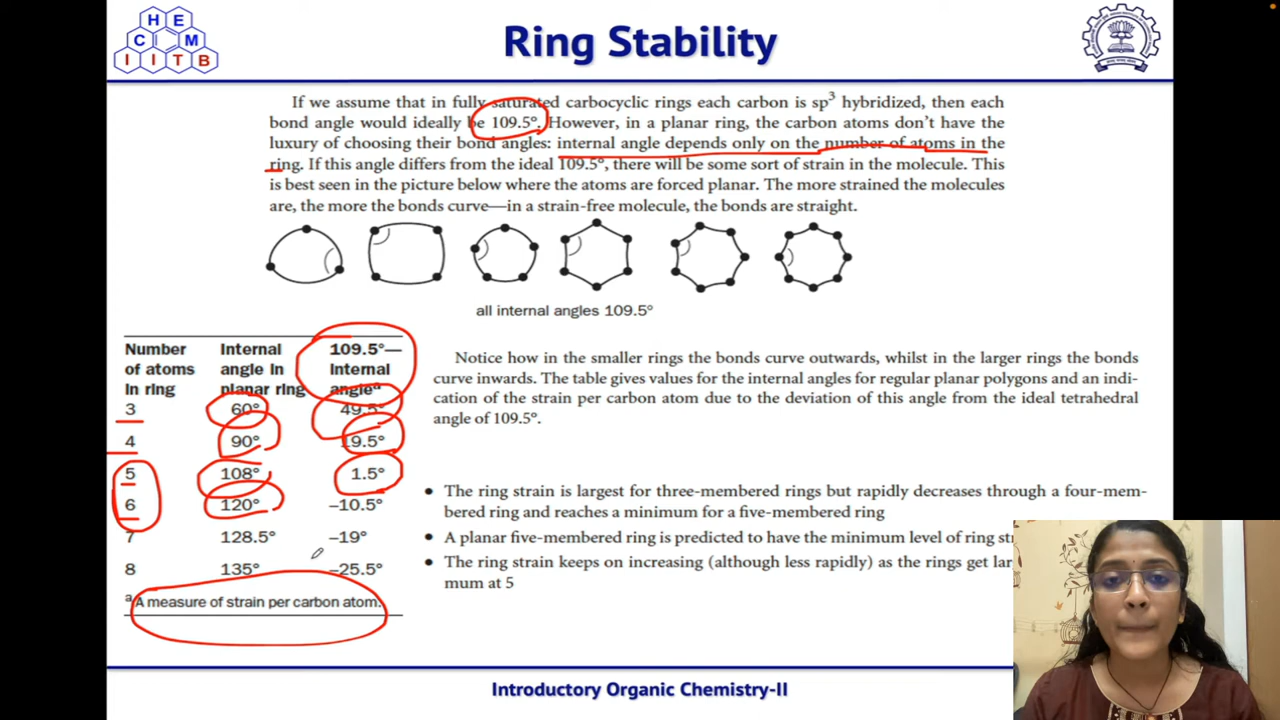 H E
C M
I I T B
Ring Stability
If we assume that in fully saturated carbocyclic rings each carbon is sp3 hybridized, then each
bond angle would ideally be 109.5°. However, in a planar ring, the carbon atoms don't have the
luxury of choosing their bond angles: internal angle depends only on the number of atoms in the
ring. If this angle differs from the ideal 109.5°, there will be some sort of strain in the molecule. This
is best seen in the picture below where the atoms are forced planar. The more strained the molecules
are, the more the bonds curve—in a strain-free molecule, the bonds are straight.
all internal angles 109.5°
Number Internal 109.5°—
of atoms angle in Internal
in ring planar ring angleª
3 60° 49.5°
4 90° 19.5°
5 108° 1.5°
6 120° –10.5°
7 128.5° –19°
8 135° –25.5°
ª A measure of strain per carbon atom.
Notice how in the smaller rings the bonds curve outwards, whilst in the larger rings the bonds
curve inwards. The table gives values for the internal angles for regular planar polygons and an indi-
cation of the strain per carbon atom due to the deviation of this angle from the ideal tetrahedral
angle of 109.5°.
• The ring strain is largest for three-membered rings but rapidly decreases through a four-mem-
bered ring and reaches a minimum for a five-membered ring
• A planar five-membered ring is predicted to have the minimum level of ring
• The ring strain keeps on increasing (although less rapidly) as the rings get
mum at 5
Introductory Organic Chemistry-II